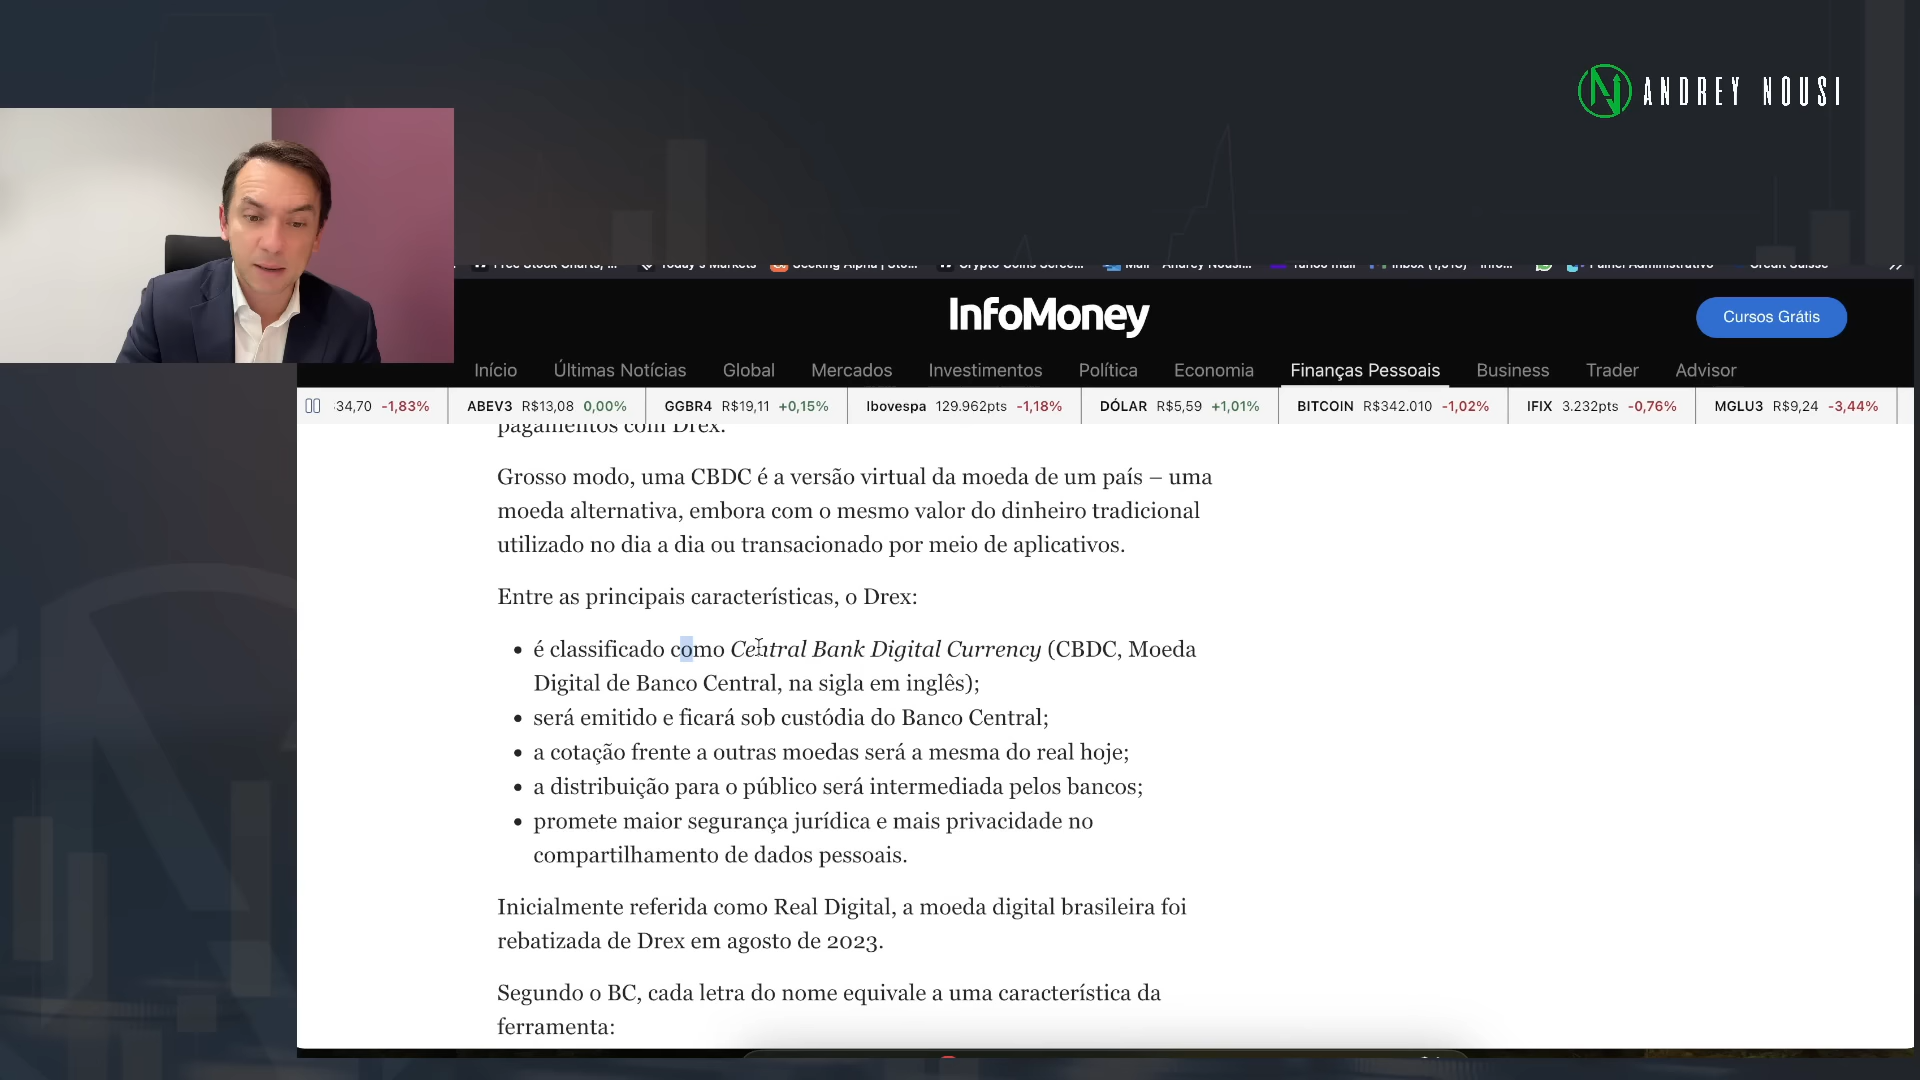 ANDREY NOUSI
InfoMoney
Cursos Grátis
Início Últimas Notícias Global Mercados Investimentos Política Economia Finanças Pessoais Business Trader Advisor
34,70 -1,83% ABEV3 R$13,08 0,00% GGBR4 R$19,11 +0,15% Ibovespa 129.962pts -1,18% DÓLAR R$5,59 +1,01% BITCOIN R$342.010 -1,02% IFIX 3.232pts -0,76% MGLU3 R$9,24 -3,44%
pagamentos com Drex.
Grosso modo, uma CBDC é a versão virtual da moeda de um país – uma
moeda alternativa, embora com o mesmo valor do dinheiro tradicional
utilizado no dia a dia ou transacionado por meio de aplicativos.
Entre as principais características, o Drex:
• é classificado como Central Bank Digital Currency (CBDC, Moeda
Digital de Banco Central, na sigla em inglês);
• será emitido e ficará sob custódia do Banco Central;
• a cotação frente a outras moedas será a mesma do real hoje;
• a distribuição para o público será intermediada pelos bancos;
• promete maior segurança jurídica e mais privacidade no
compartilhamento de dados pessoais.
Inicialmente referida como Real Digital, a moeda digital brasileira foi
rebatizada de Drex em agosto de 2023.
Segundo o BC, cada letra do nome equivale a uma característica da
ferramenta: